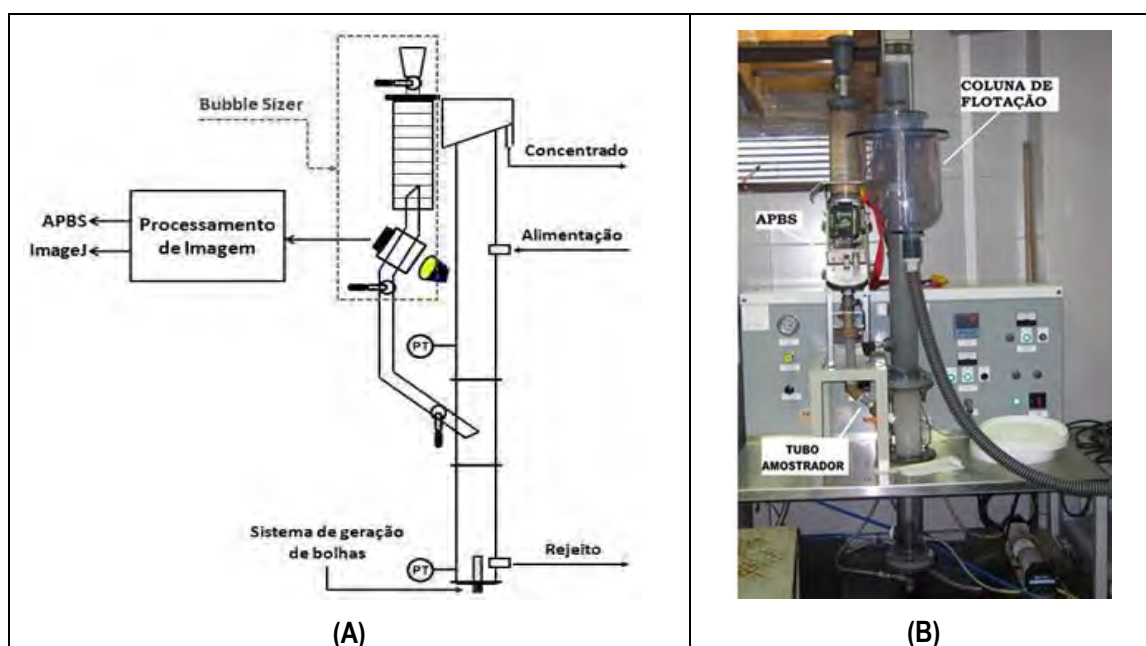 Bubble Sizer
Concentrado
APBS
ImageJ
Processamento
de Imagem
Alimentação
PT
Sistema de geração
de bolhas
PT
Rejeito
(A)
COLUNA DE
FLOTAÇÃO
APBS
TUBO
AMOSTRADOR
(B)